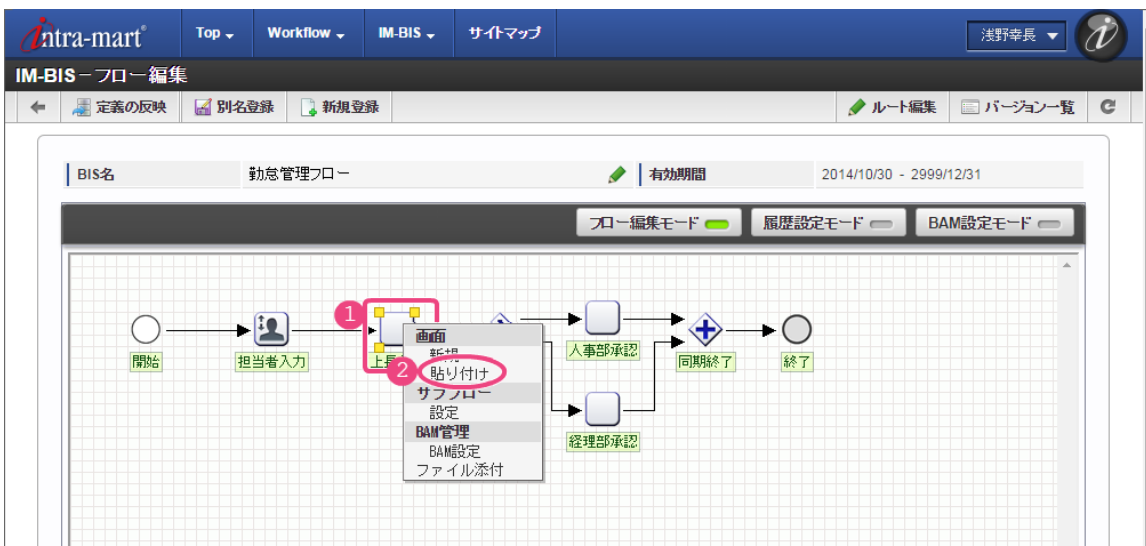 intra-mart® Top Workflow IM-BIS サイトマップ 浅野幸長
IM-BIS－フロー編集
定義の反映 別名登録 新規登録 ルート編集 バージョン一覧
BIS名 勤怠管理フロー 有効期間 2014/10/30 - 2999/12/31
フロー編集モード 履歴設定モード BAM設定モード
1
開始 担当者入力 上長 人事部承認 同期終了 終了
画面
新規
2 貼り付け
サブフロー
設定
BAM管理
BAM設定
ファイル添付
経理部承認